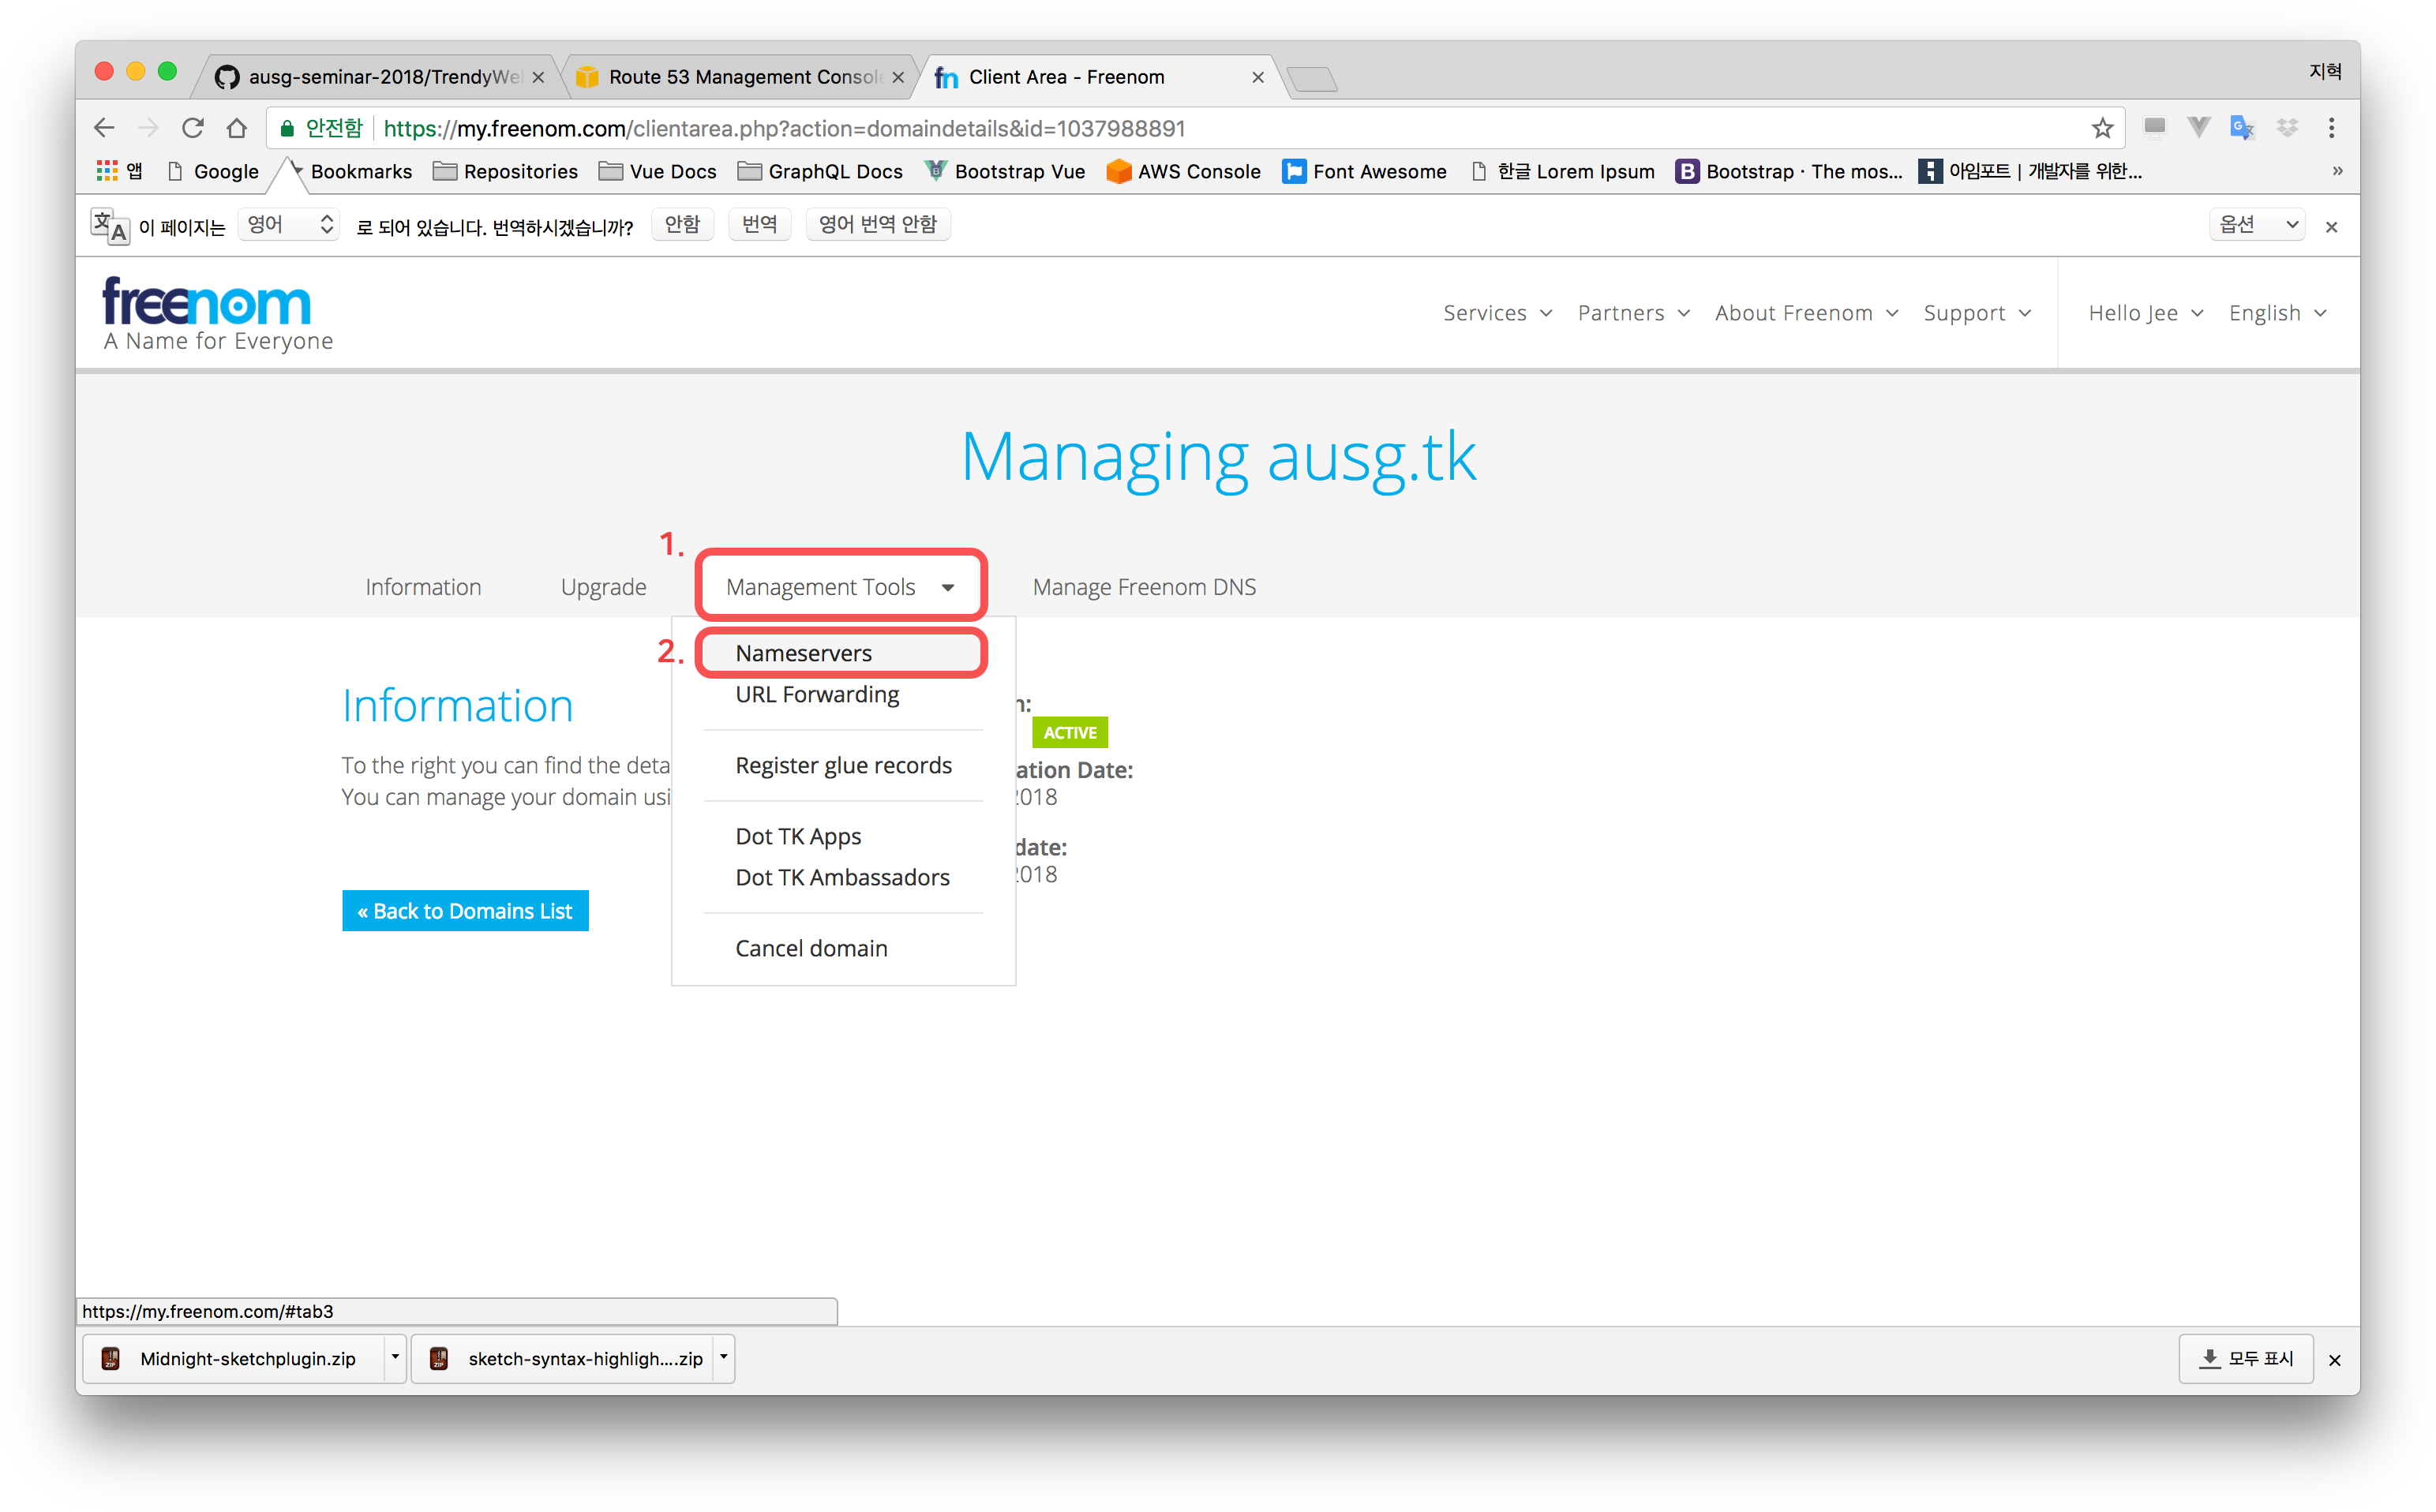 ausg-seminar-2018/TrendyWe
Route 53 Management Console
Client Area - Freenom
지혁
안전함
https://my.freenom.com/clientarea.php?action=domaindetails&id=1037988891
앱
Google
Bookmarks
Repositories
Vue Docs
GraphQL Docs
Bootstrap Vue
AWS Console
Font Awesome
한글 Lorem Ipsum
Bootstrap · The mos...
아임포트 | 개발자를 위한...
»
이 페이지는 영어 로 되어 있습니다. 번역하시겠습니까?
안함
번역
영어 번역 안함
옵션
freenom
A Name for Everyone
Services
Partners
About Freenom
Support
Hello Jee
English
Managing ausg.tk
1.
Information
Upgrade
Management Tools
Manage Freenom DNS
2.
Nameservers
URL Forwarding
Register glue records
Dot TK Apps
Dot TK Ambassadors
Cancel domain
Information
To the right you can find the deta
You can manage your domain usi
« Back to Domains List
n:
ACTIVE
ation Date:
2018
date:
2018
https://my.freenom.com/#tab3
Midnight-sketchplugin.zip
sketch-syntax-highligh....zip
모두 표시